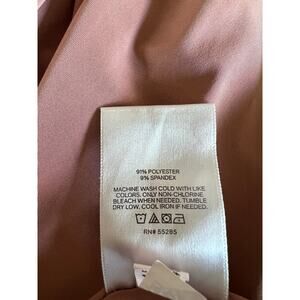 91% POLYESTER
9% SPANDEX
MACHINE WASH COLD WITH LIKE
COLORS. ONLY NON-CHLORINE
BLEACH WHEN NEEDED. TUMBLE
DRY LOW. COOL IRON IF NEEDED.
RN# 55285